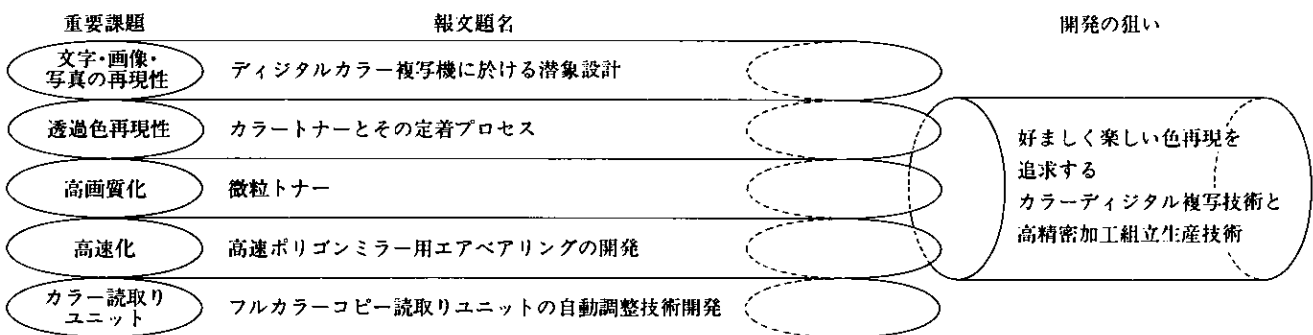 重要課題 報文題名 開発の狙い
文字・画像・
写真の再現性 ディジタルカラー複写機に於ける潜象設計
透過色再現性 カラートナーとその定着プロセス
高画質化 微粒トナー
高速化 高速ポリゴンミラー用エアベアリングの開発
カラー読取り
ユニット フルカラーコピー読取りユニットの自動調整技術開発
好ましく楽しい色再現を
追求する
カラーディジタル複写技術と
高精密加工組立生産技術